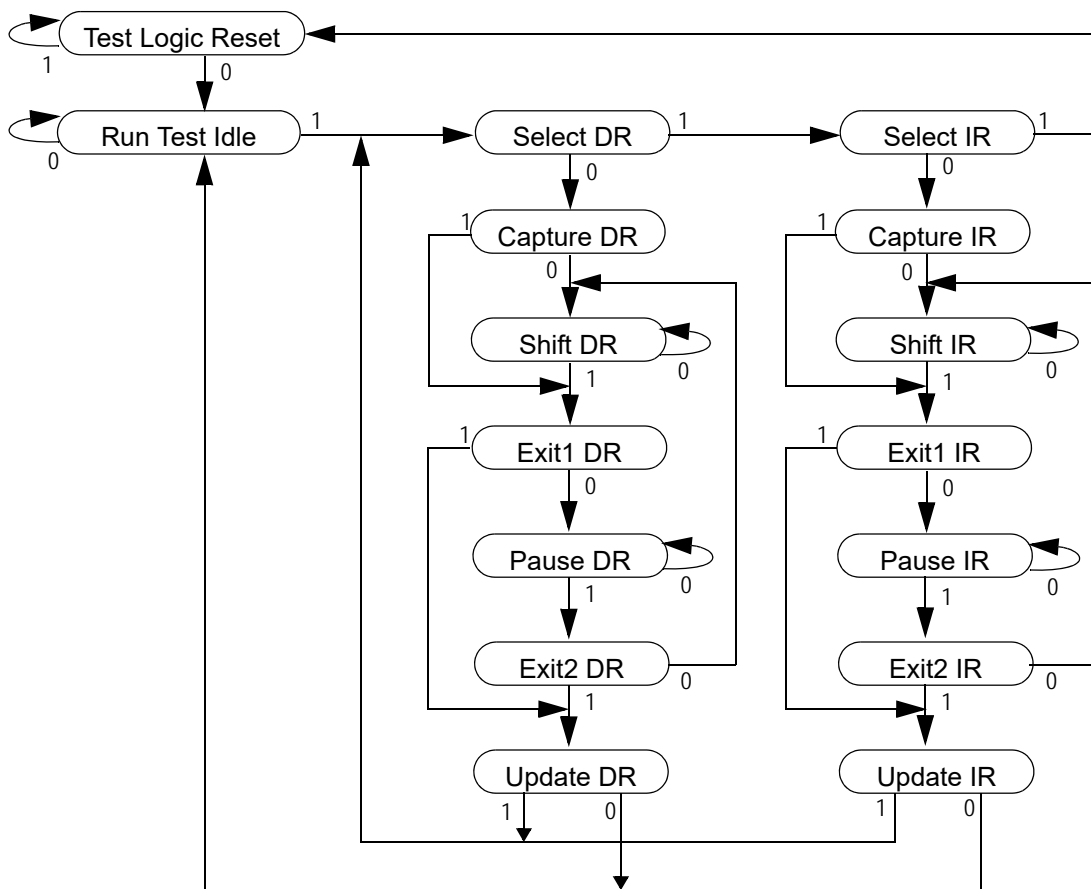 Test Logic Reset
1
0
Run Test Idle
1
0
Select DR
1
0
Select IR
1
0
1
Capture DR
0
1
Capture IR
0
Shift DR
0
1
Shift IR
0
1
1
Exit1 DR
0
1
Exit1 IR
0
Pause DR
0
1
Pause IR
0
1
Exit2 DR
0
1
Exit2 IR
0
1
Update DR
1
0
Update IR
1
0